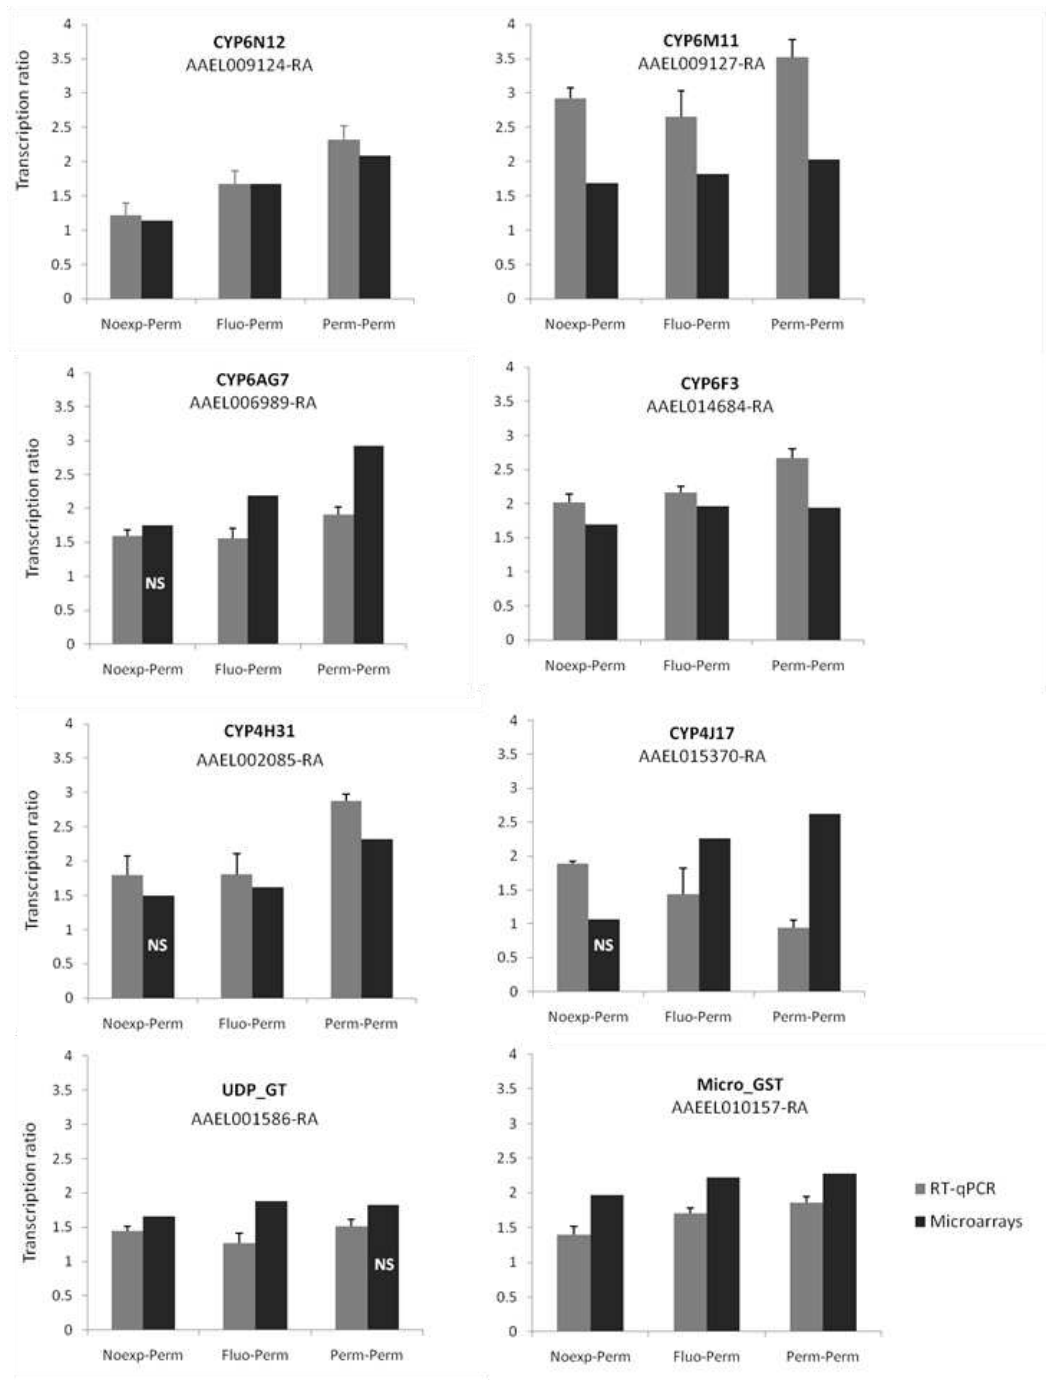 CYP6N12
AAEL009124-RA
Transcription ratio
4
3.5
3
2.5
2
1.5
1
0.5
0
Noexp-Perm Fluo-Perm Perm-Perm
CYP6M11
AAEL009127-RA
4
3.5
3
2.5
2
1.5
1
0.5
0
Noexp-Perm Fluo-Perm Perm-Perm
CYP6AG7
AAEL006989-RA
Transcription ratio
4
3.5
3
2.5
2
1.5
1
0.5
0
NS
Noexp-Perm Fluo-Perm Perm-Perm
CYP6F3
AAEL014684-RA
4
3.5
3
2.5
2
1.5
1
0.5
0
Noexp-Perm Fluo-Perm Perm-Perm
CYP4H31
AAEL002085-RA
Transcription ratio
4
3.5
3
2.5
2
1.5
1
0.5
0
NS
Noexp-Perm Fluo-Perm Perm-Perm
CYP4J17
AAEL015370-RA
4
3.5
3
2.5
2
1.5
1
0.5
0
NS
Noexp-Perm Fluo-Perm Perm-Perm
UDP_GT
AAEL001586-RA
Transcription ratio
4
3.5
3
2.5
2
1.5
1
0.5
0
NS
Noexp-Perm Fluo-Perm Perm-Perm
Micro_GST
AAEEL010157-RA
4
3.5
3
2.5
2
1.5
1
0.5
0
Noexp-Perm Fluo-Perm Perm-Perm
RT-qPCR
Microarrays